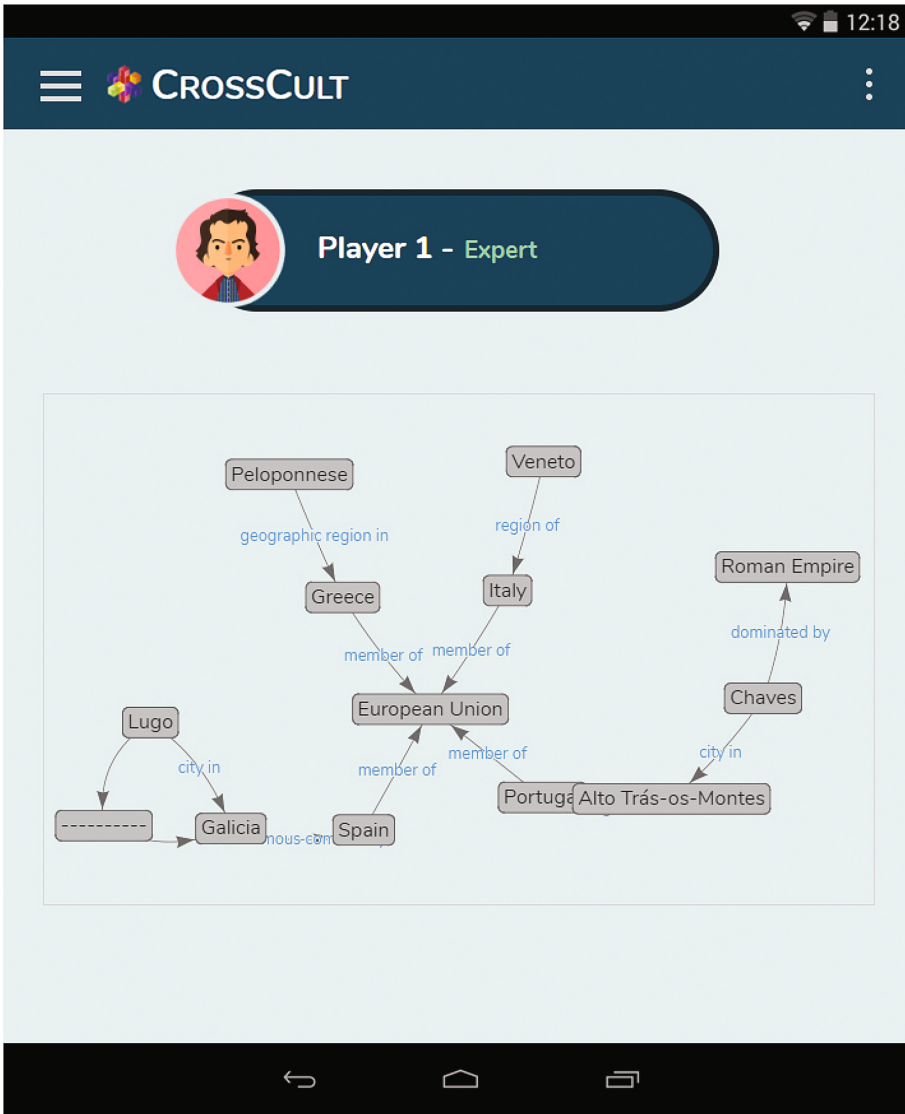 12:18
CROSSCULT
Player 1 - Expert
Veneto
Peloponnese
region of
geographic region in
Roman Empire
Italy
Greece
dominated by
member of
member of
Chaves
European Union
Lugo
city in
member of
city in
member of
Portuga
Alto Trás-os-Montes
----------
Galicia
Spain
mous-com